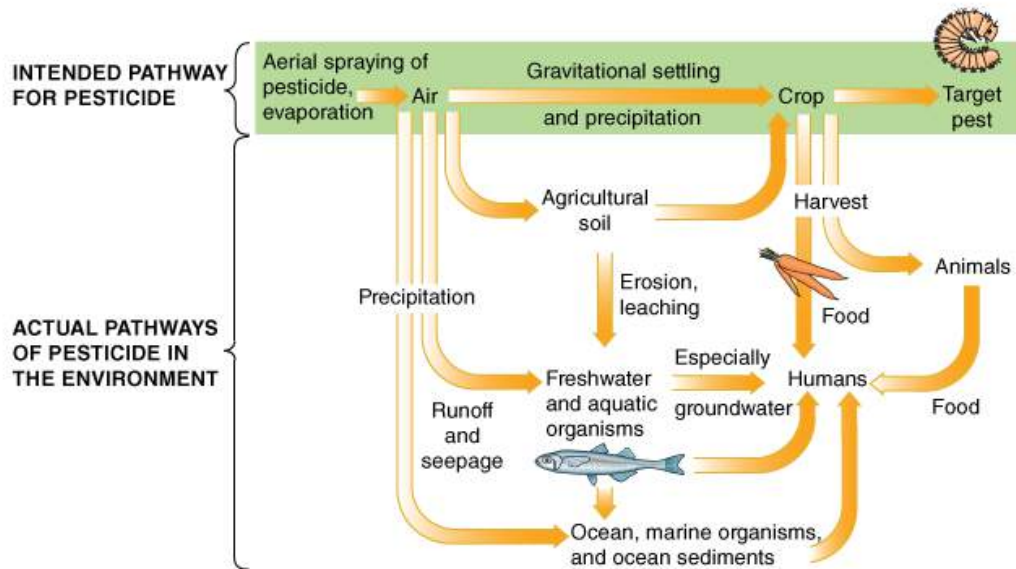 INTENDED PATHWAY
FOR PESTICIDE
Aerial spraying of
pesticide,
evaporation
Air
Gravitational settling
and precipitation
Crop
Target
pest
Agricultural
soil
Harvest
Precipitation
Erosion,
leaching
Animals
Food
ACTUAL PATHWAYS
OF PESTICIDE IN
THE ENVIRONMENT
Freshwater
and aquatic
organisms
Especially
groundwater
Humans
Food
Runoff
and
seepage
Ocean, marine organisms,
and ocean sediments